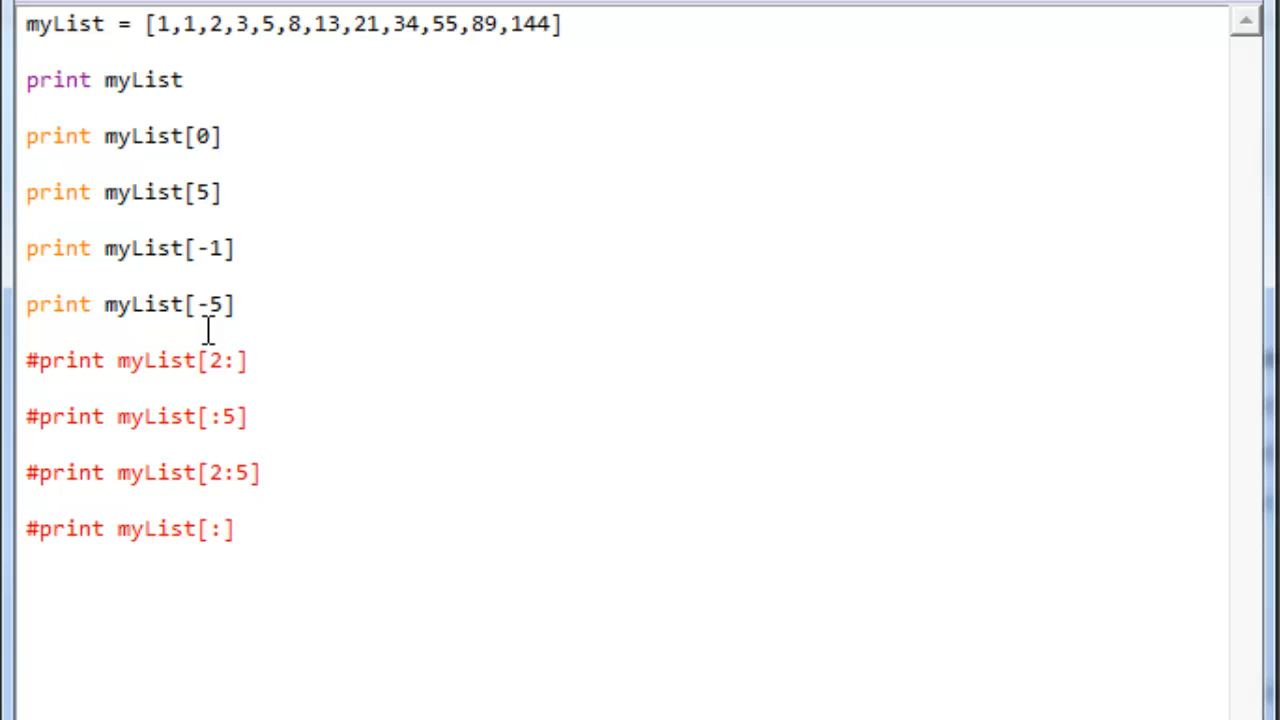 myList = [1,1,2,3,5,8,13,21,34,55,89,144]
print myList
print myList[0]
print myList[5]
print myList[-1]
print myList[-5]
#print myList[2:]
#print myList[:5]
#print myList[2:5]
#print myList[:]